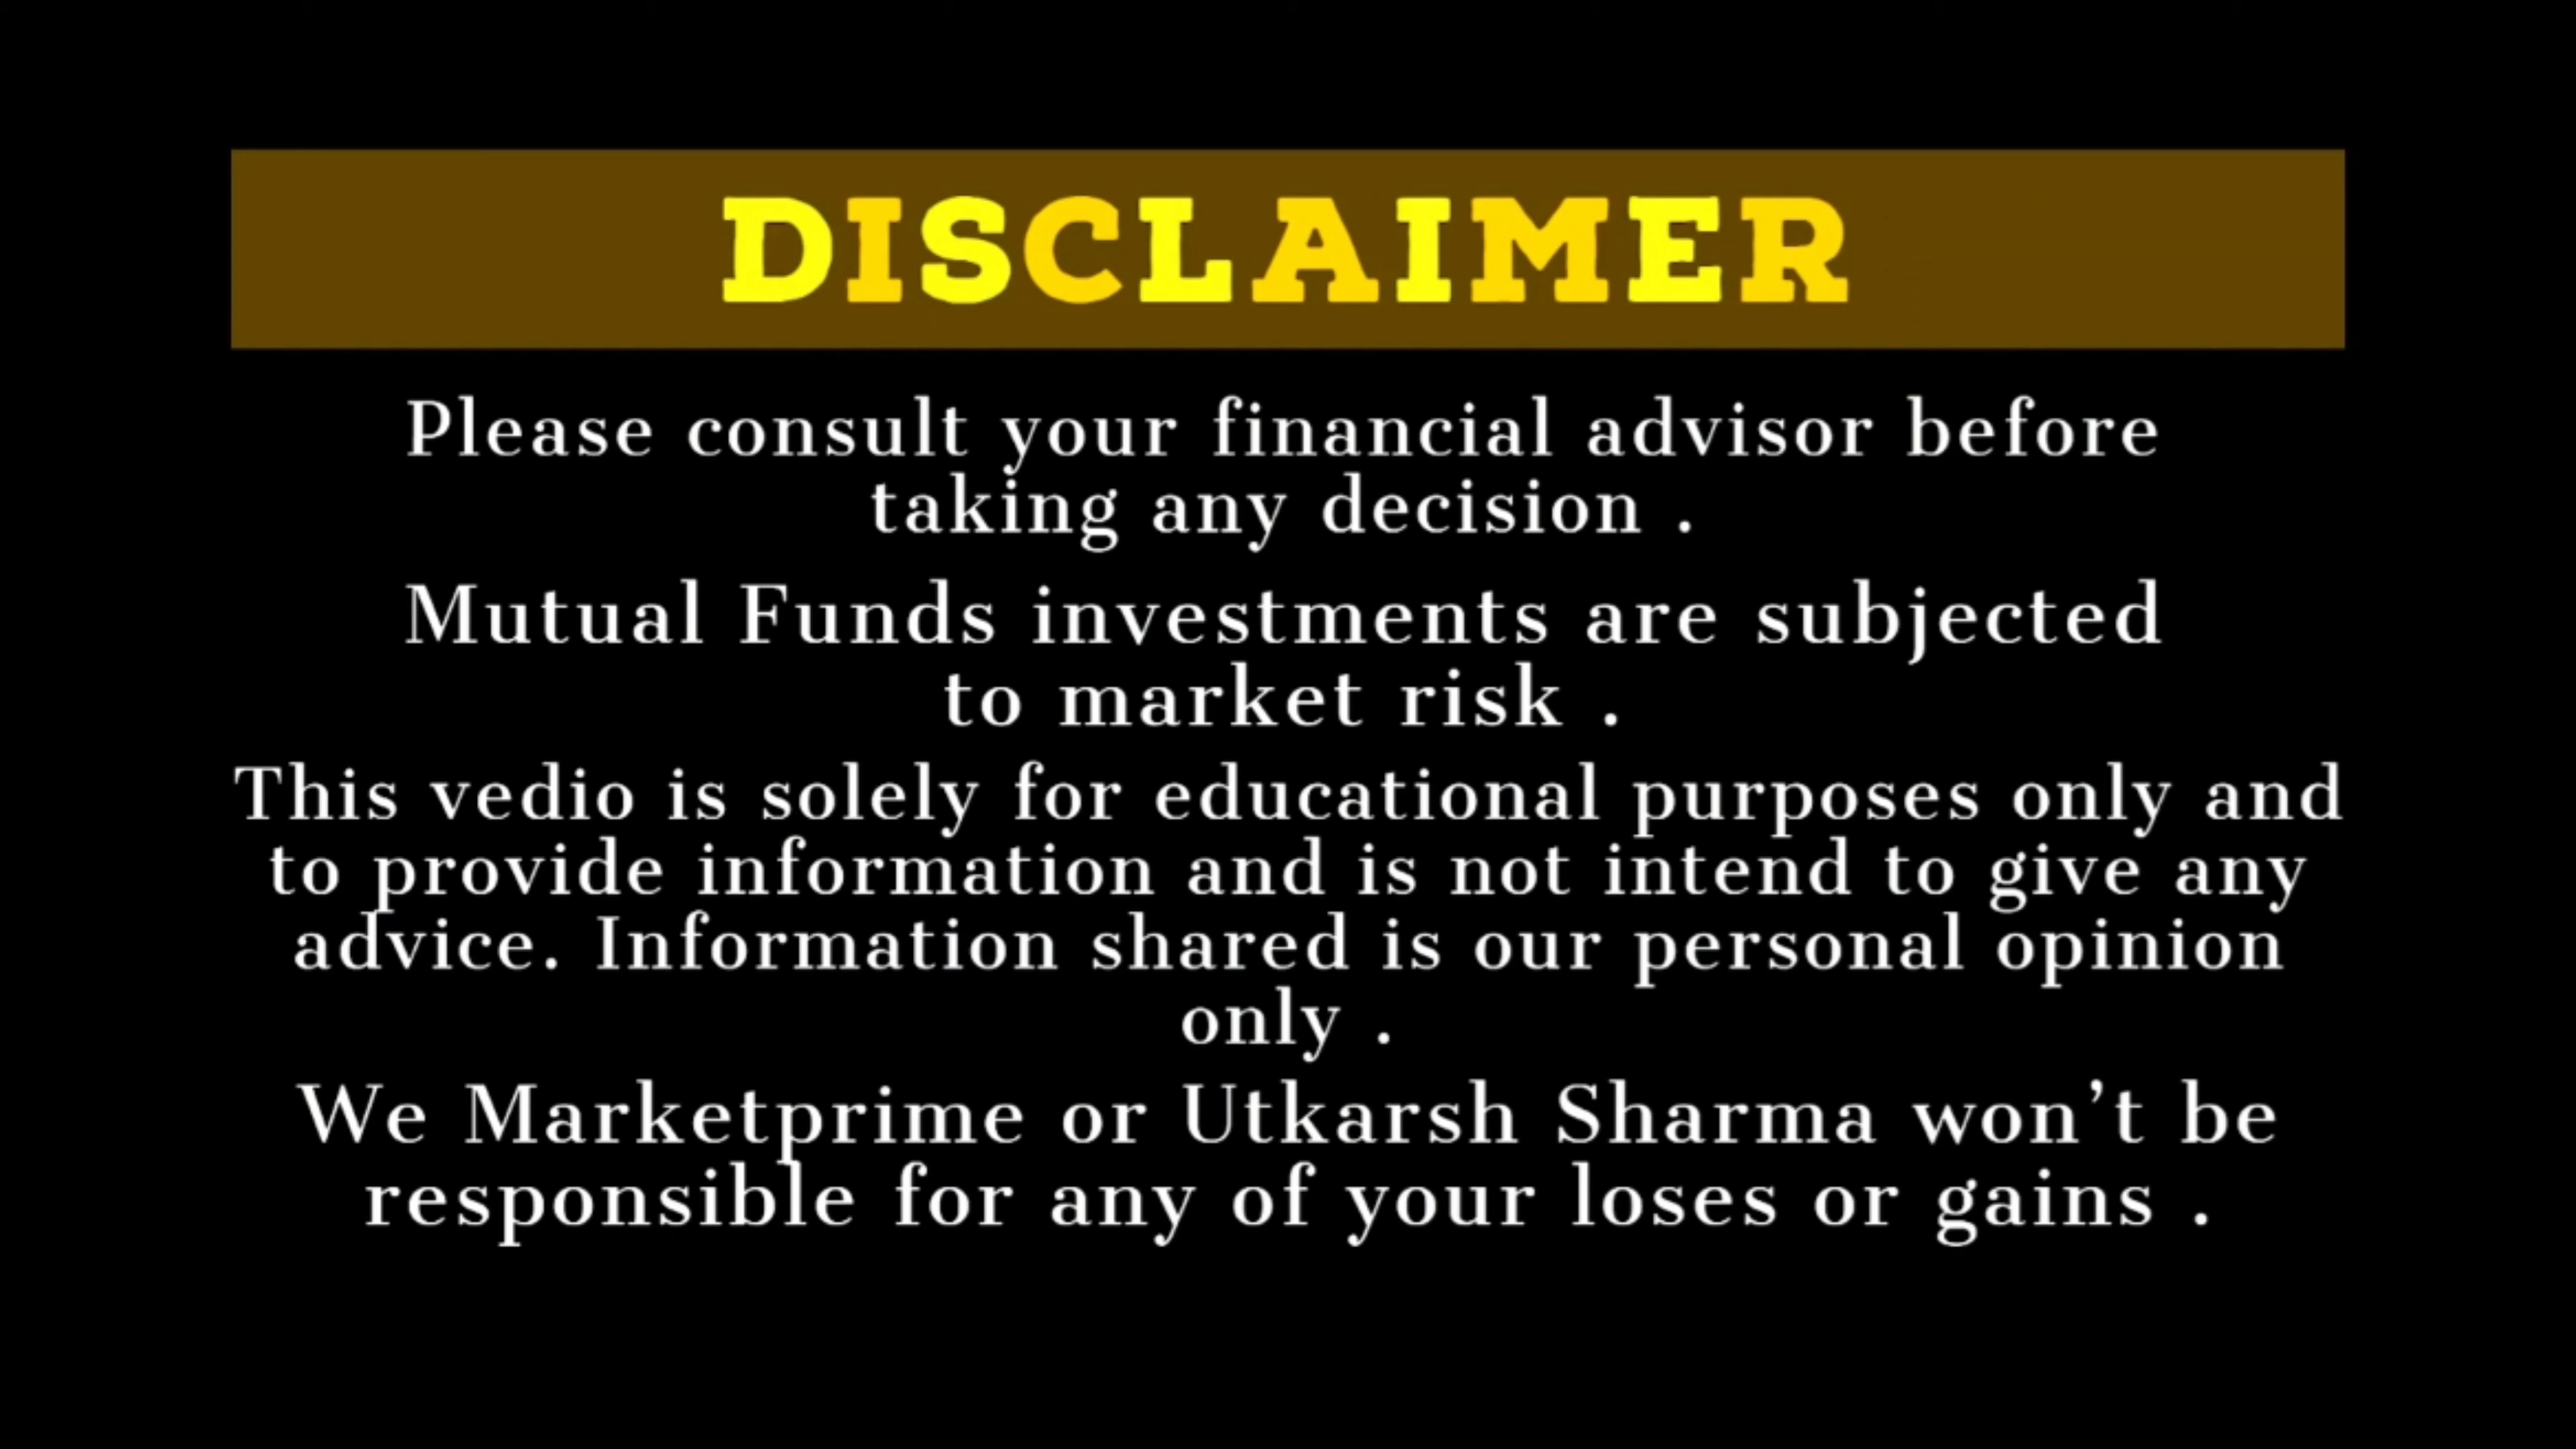 DISCLAIMER
Please consult your financial advisor before
taking any decision .
Mutual Funds investments are subjected
to market risk .
This vedio is solely for educational purposes only and
to provide information and is not intend to give any
advice. Information shared is our personal opinion
only .
We Marketprime or Utkarsh Sharma won’t be
responsible for any of your loses or gains .